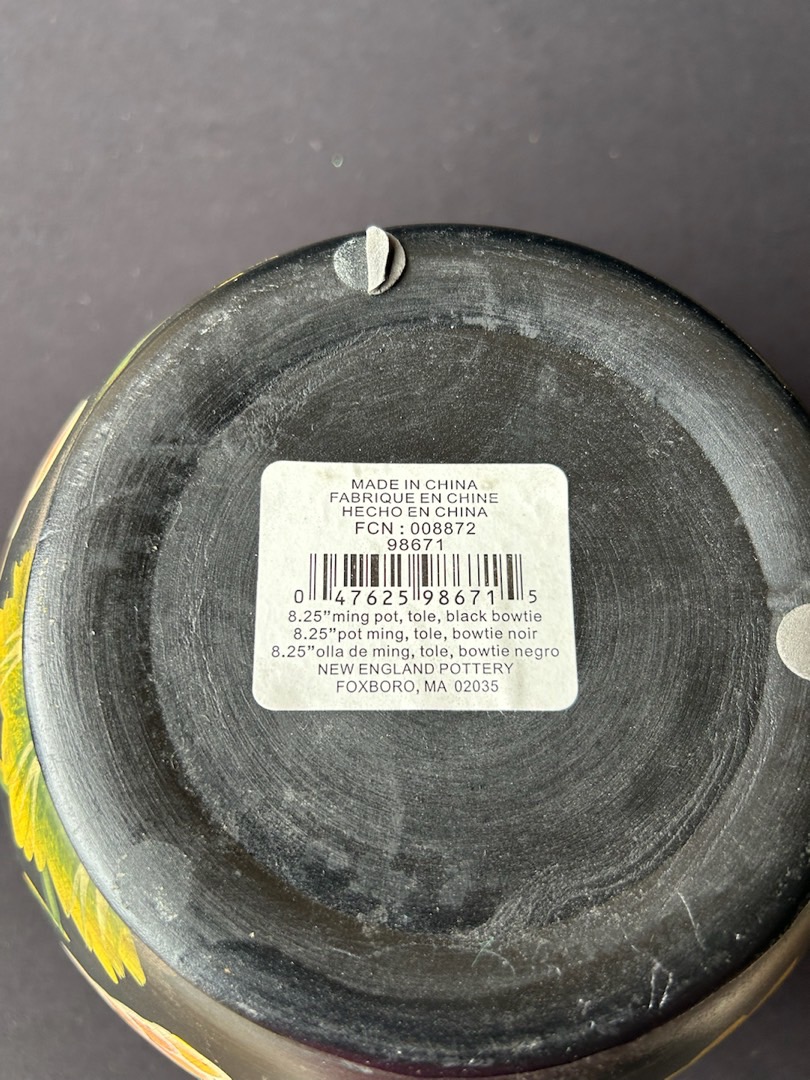 MADE IN CHINA
FABRIQUE EN CHINE
HECHO EN CHINA
FCN : 008872
98671
0 47625 98671 5
8.25”ming pot, tole, black bowtie
8.25”pot ming, tole, bowtie noir
8.25”olla de ming, tole, bowtie negro
NEW ENGLAND POTTERY
FOXBORO, MA 02035